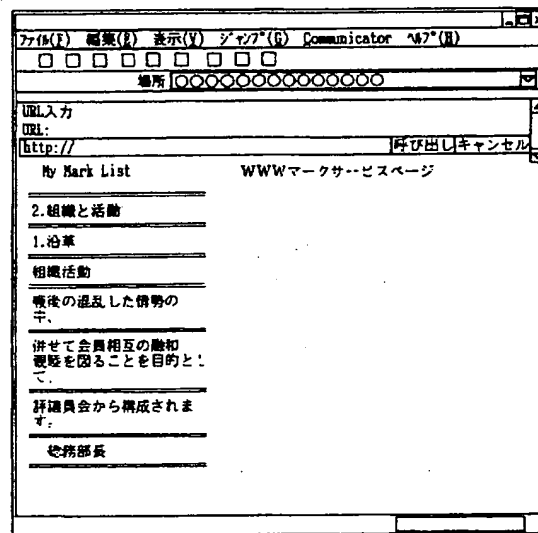 ファイル(F) 編集(E) 表示(V) ジャンプ(G) Communicator ヘルプ(H)
場所 ○○○○○○○○○○○○○○
URL入力
URL:
http:// 呼び出し キャンセル
My Mark List WWWマークサービスページ
2.組織と活動
1.沿革
組織活動
戦後の混乱した情勢の
中、
併せて会員相互の融和
親睦を図ることを目的とし
て、
評議員会から構成されま
す。
総務部長